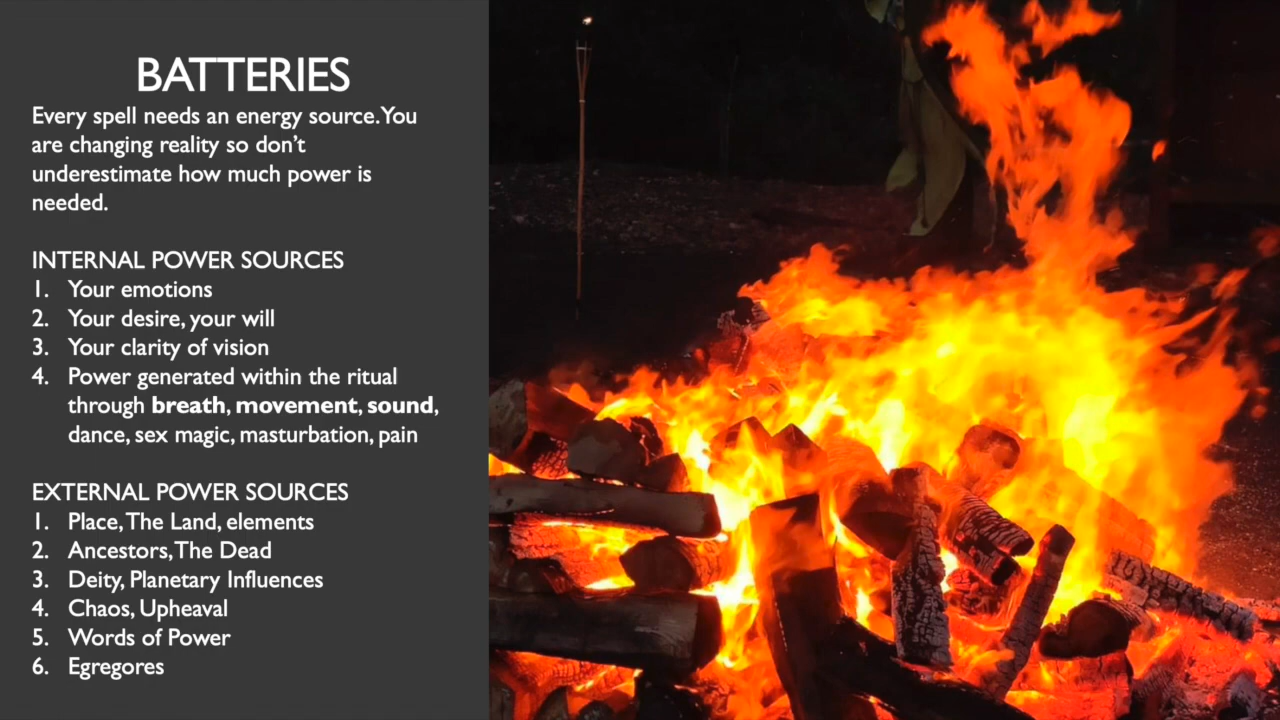 BATTERIES
Every spell needs an energy source. You
are changing reality so don't
underestimate how much power is
needed.
INTERNAL POWER SOURCES
1. Your emotions
2. Your desire, your will
3. Your clarity of vision
4. Power generated within the ritual
through breath, movement, sound,
dance, sex magic, masturbation, pain
EXTERNAL POWER SOURCES
1. Place, The Land, elements
2. Ancestors, The Dead
3. Deity, Planetary Influences
4. Chaos, Upheaval
5. Words of Power
6. Egregores